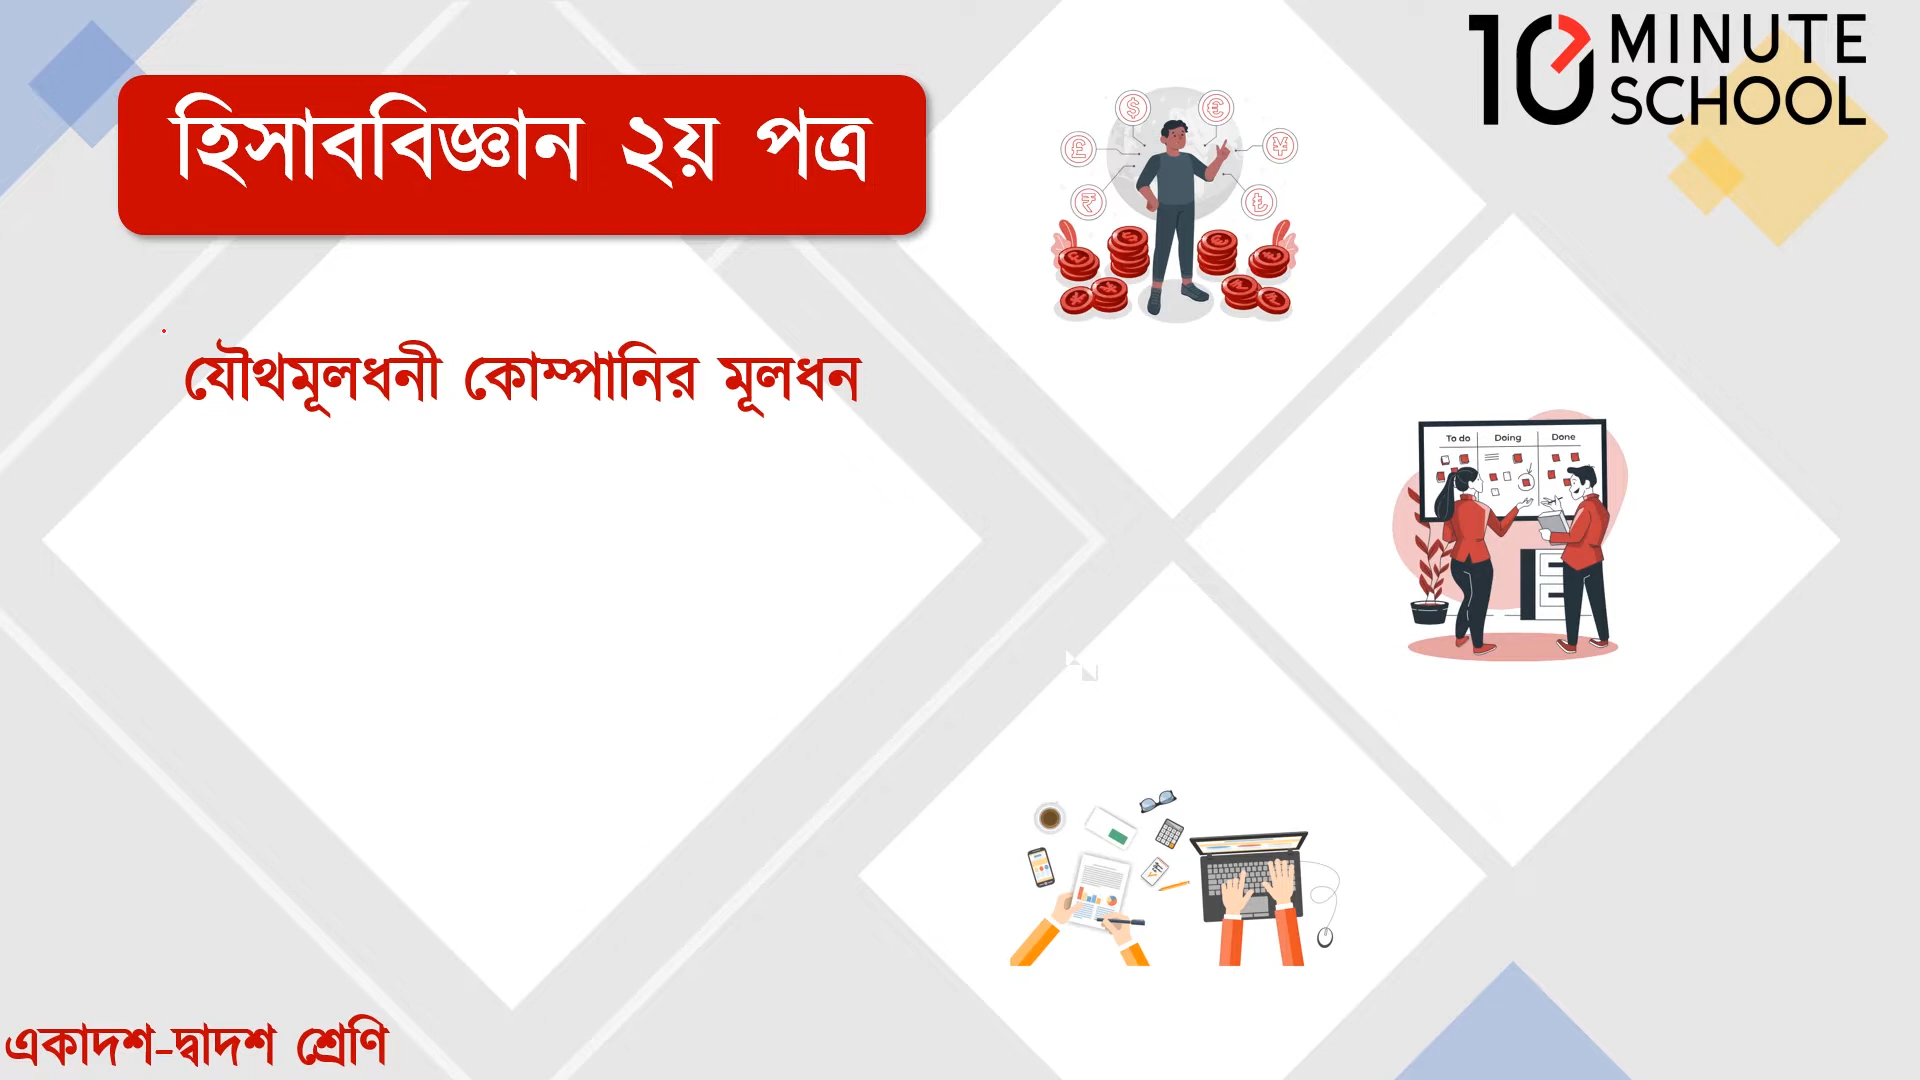 হিসাববিজ্ঞান ২য় পত্র
10 MINUTE
SCHOOL
যৌথমূলধনী কোম্পানির মূলধন
To do Doing Done
একাদশ-দ্বাদশ শ্রেণি